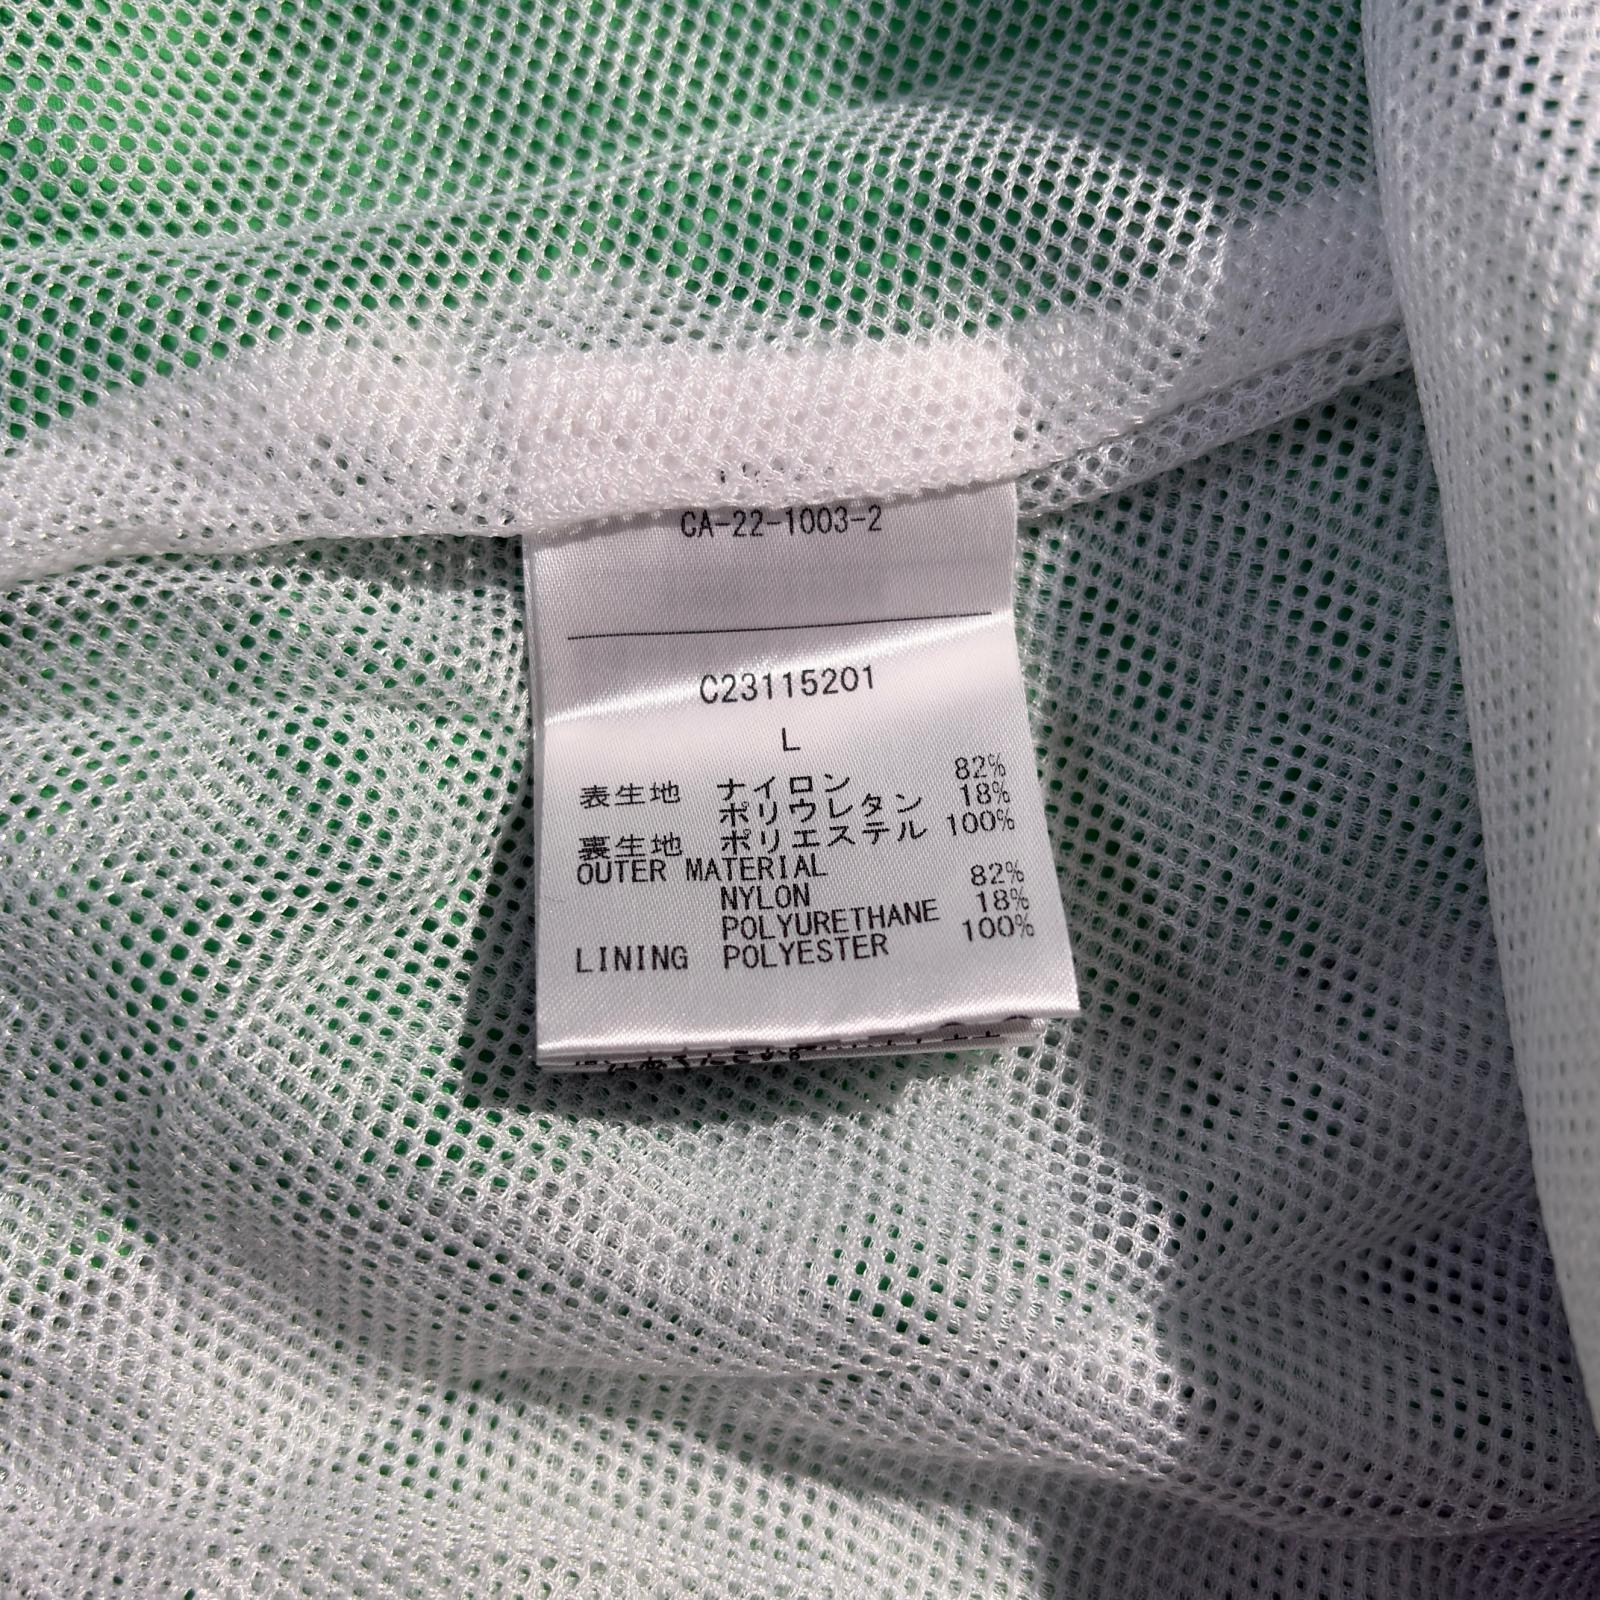 CA-22-1003-2
C23115201
L
表生地 ナイロン 82%
ポリウレタン 18%
裏生地 ポリエステル 100%
OUTER MATERIAL
NYLON 82%
POLYURETHANE 18%
LINING POLYESTER 100%